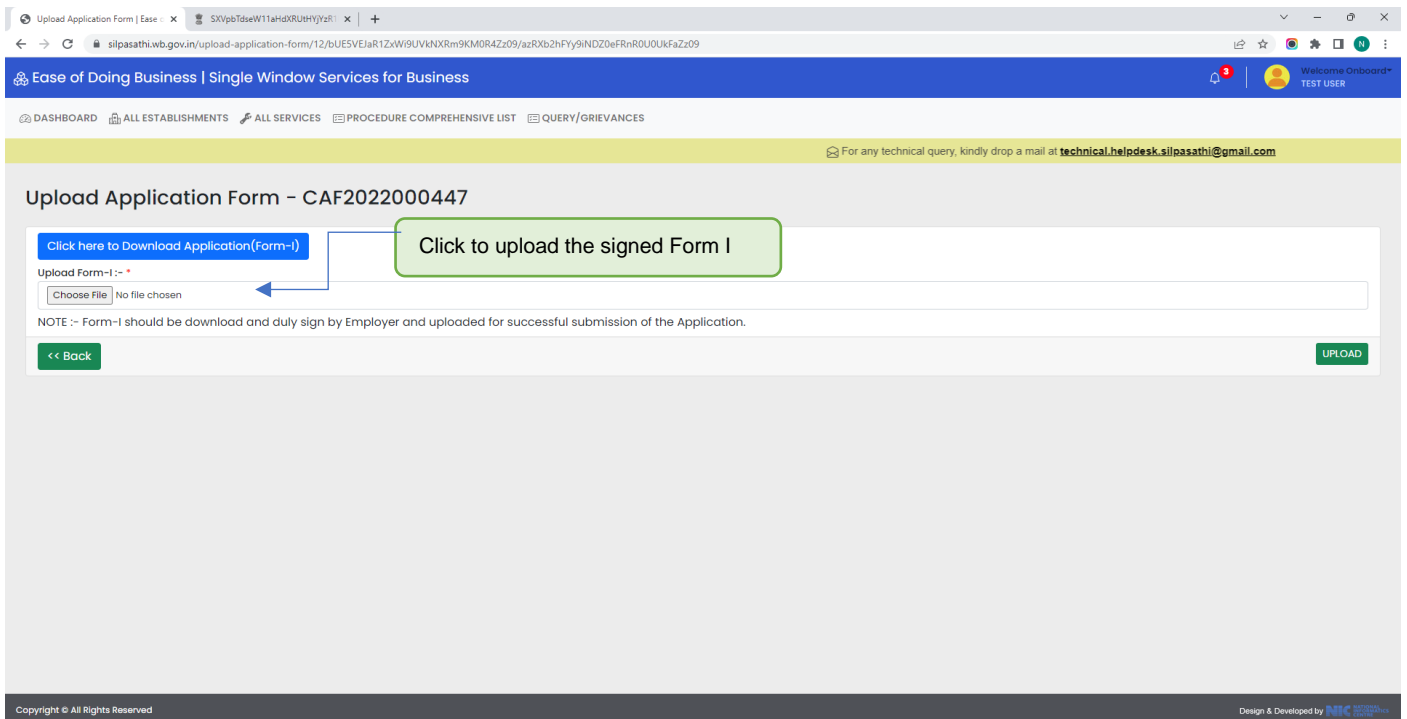 Upload Application Form | Ease o
SXVpbTdseW11aHdXRUtHYjYzR1
silpasathi.wb.gov.in/upload-application-form/12/bUE5VEJaR1ZxWi9UVkNXRm9KM0R4Zz09/azRXb2hFYy9iNDZ0eFRnR0U0UkFaZz09
N
Ease of Doing Business | Single Window Services for Business
3
Welcome Onboard
TEST USER
DASHBOARD ALL ESTABLISHMENTS ALL SERVICES PROCEDURE COMPREHENSIVE LIST QUERY/GRIEVANCES
For any technical query, kindly drop a mail at technical.helpdesk.silpasathi@gmail.com
Upload Application Form - CAF2022000447
Click here to Download Application(Form-I)
Click to upload the signed Form I
Upload Form-I :- *
Choose File No file chosen
NOTE :- Form-I should be download and duly sign by Employer and uploaded for successful submission of the Application.
<< Back
UPLOAD
Copyright © All Rights Reserved
Design & Developed by NIC NATIONAL INFORMATICS CENTRE